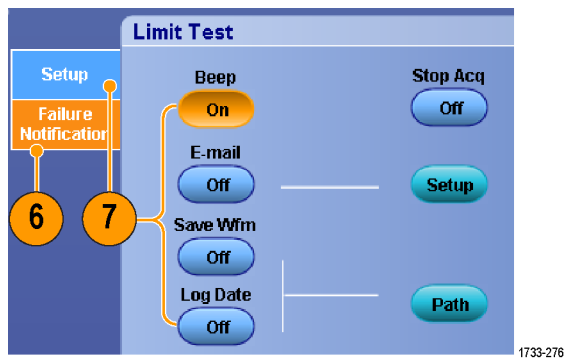 Limit Test
Setup
Failure
Notification
Beep
On
Stop Acq
Off
E-mail
Off
Setup
6
7
Save Wfm
Off
Log Date
Off
Path
1733-276